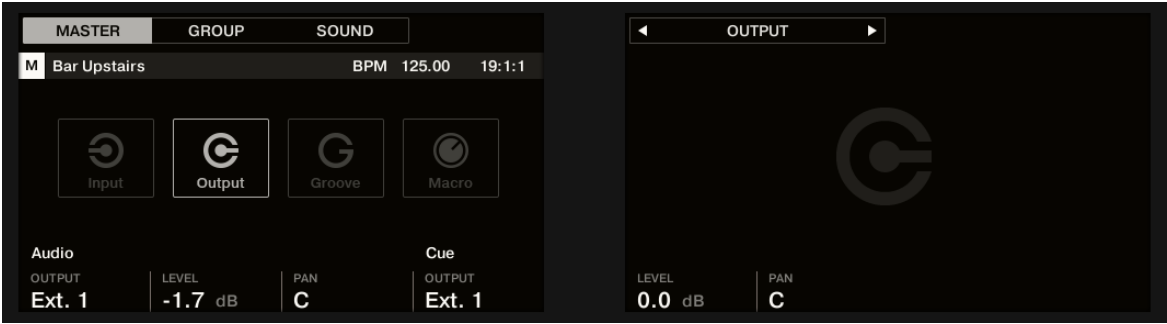 MASTER GROUP SOUND
M Bar Upstairs BPM 125.00 19:1:1
Input Output Groove Macro
Audio Cue
OUTPUT LEVEL PAN OUTPUT
Ext. 1 -1.7 dB C Ext. 1
OUTPUT
LEVEL PAN
0.0 dB C